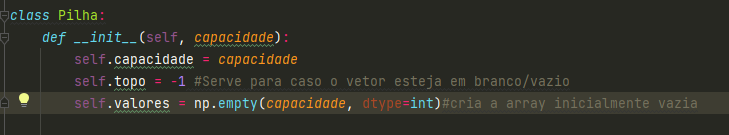 class Pilha:
def __init__(self, capacidade):
self.capacidade = capacidade
self.topo = -1 #Serve para caso o vetor esteja em branco/vazio
self.valores = np.empty(capacidade, dtype=int)#cria a array inicialmente vazia